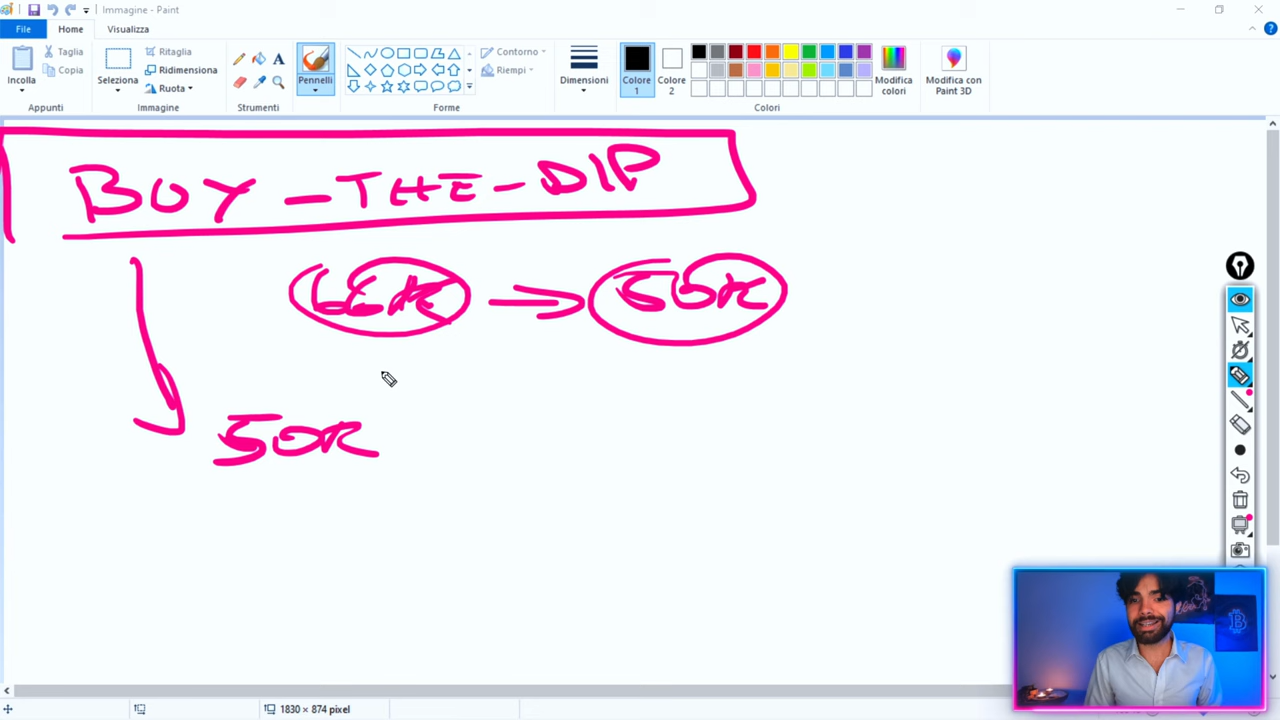 Immagine - Paint
File Home Visualizza
Incolla Taglia Copia Appunti
Seleziona Ritaglia Ridimensiona Ruota Immagine
Strumenti
Pennelli
Contorno Riempi Forme
Dimensioni
Colore 1
Colore 2
Modifica colori
Colori
Modifica con Paint 3D
BUY-THE-DIP
66K → 50K
50K
1830 × 874 pixel